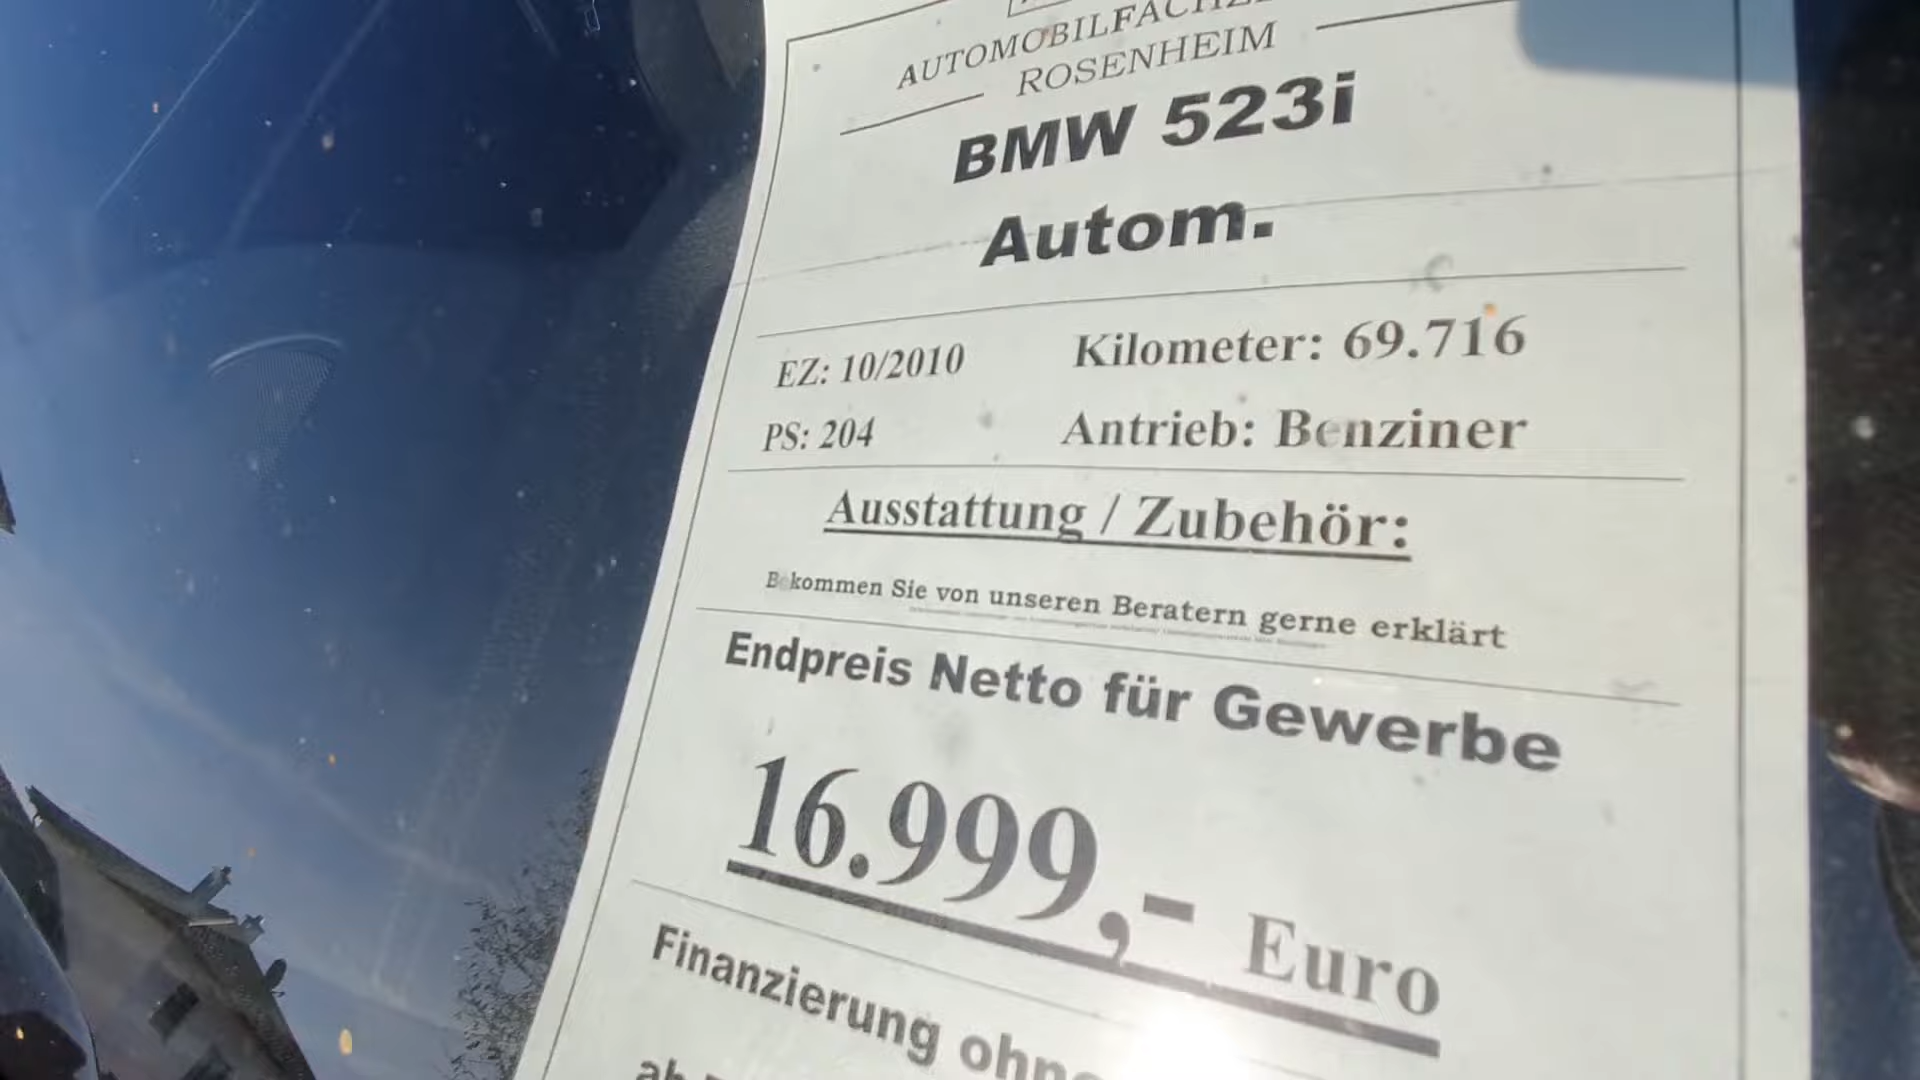 ROSENHEIM
BMW 523i
Autom.
EZ: 10/2010 Kilometer: 69.716
PS: 204 Antrieb: Benziner
Ausstattung / Zubehör:
Bekommen Sie von unseren Beratern gerne erklärt
Endpreis Netto für Gewerbe
16.999,- Euro
Finanzierung
ab